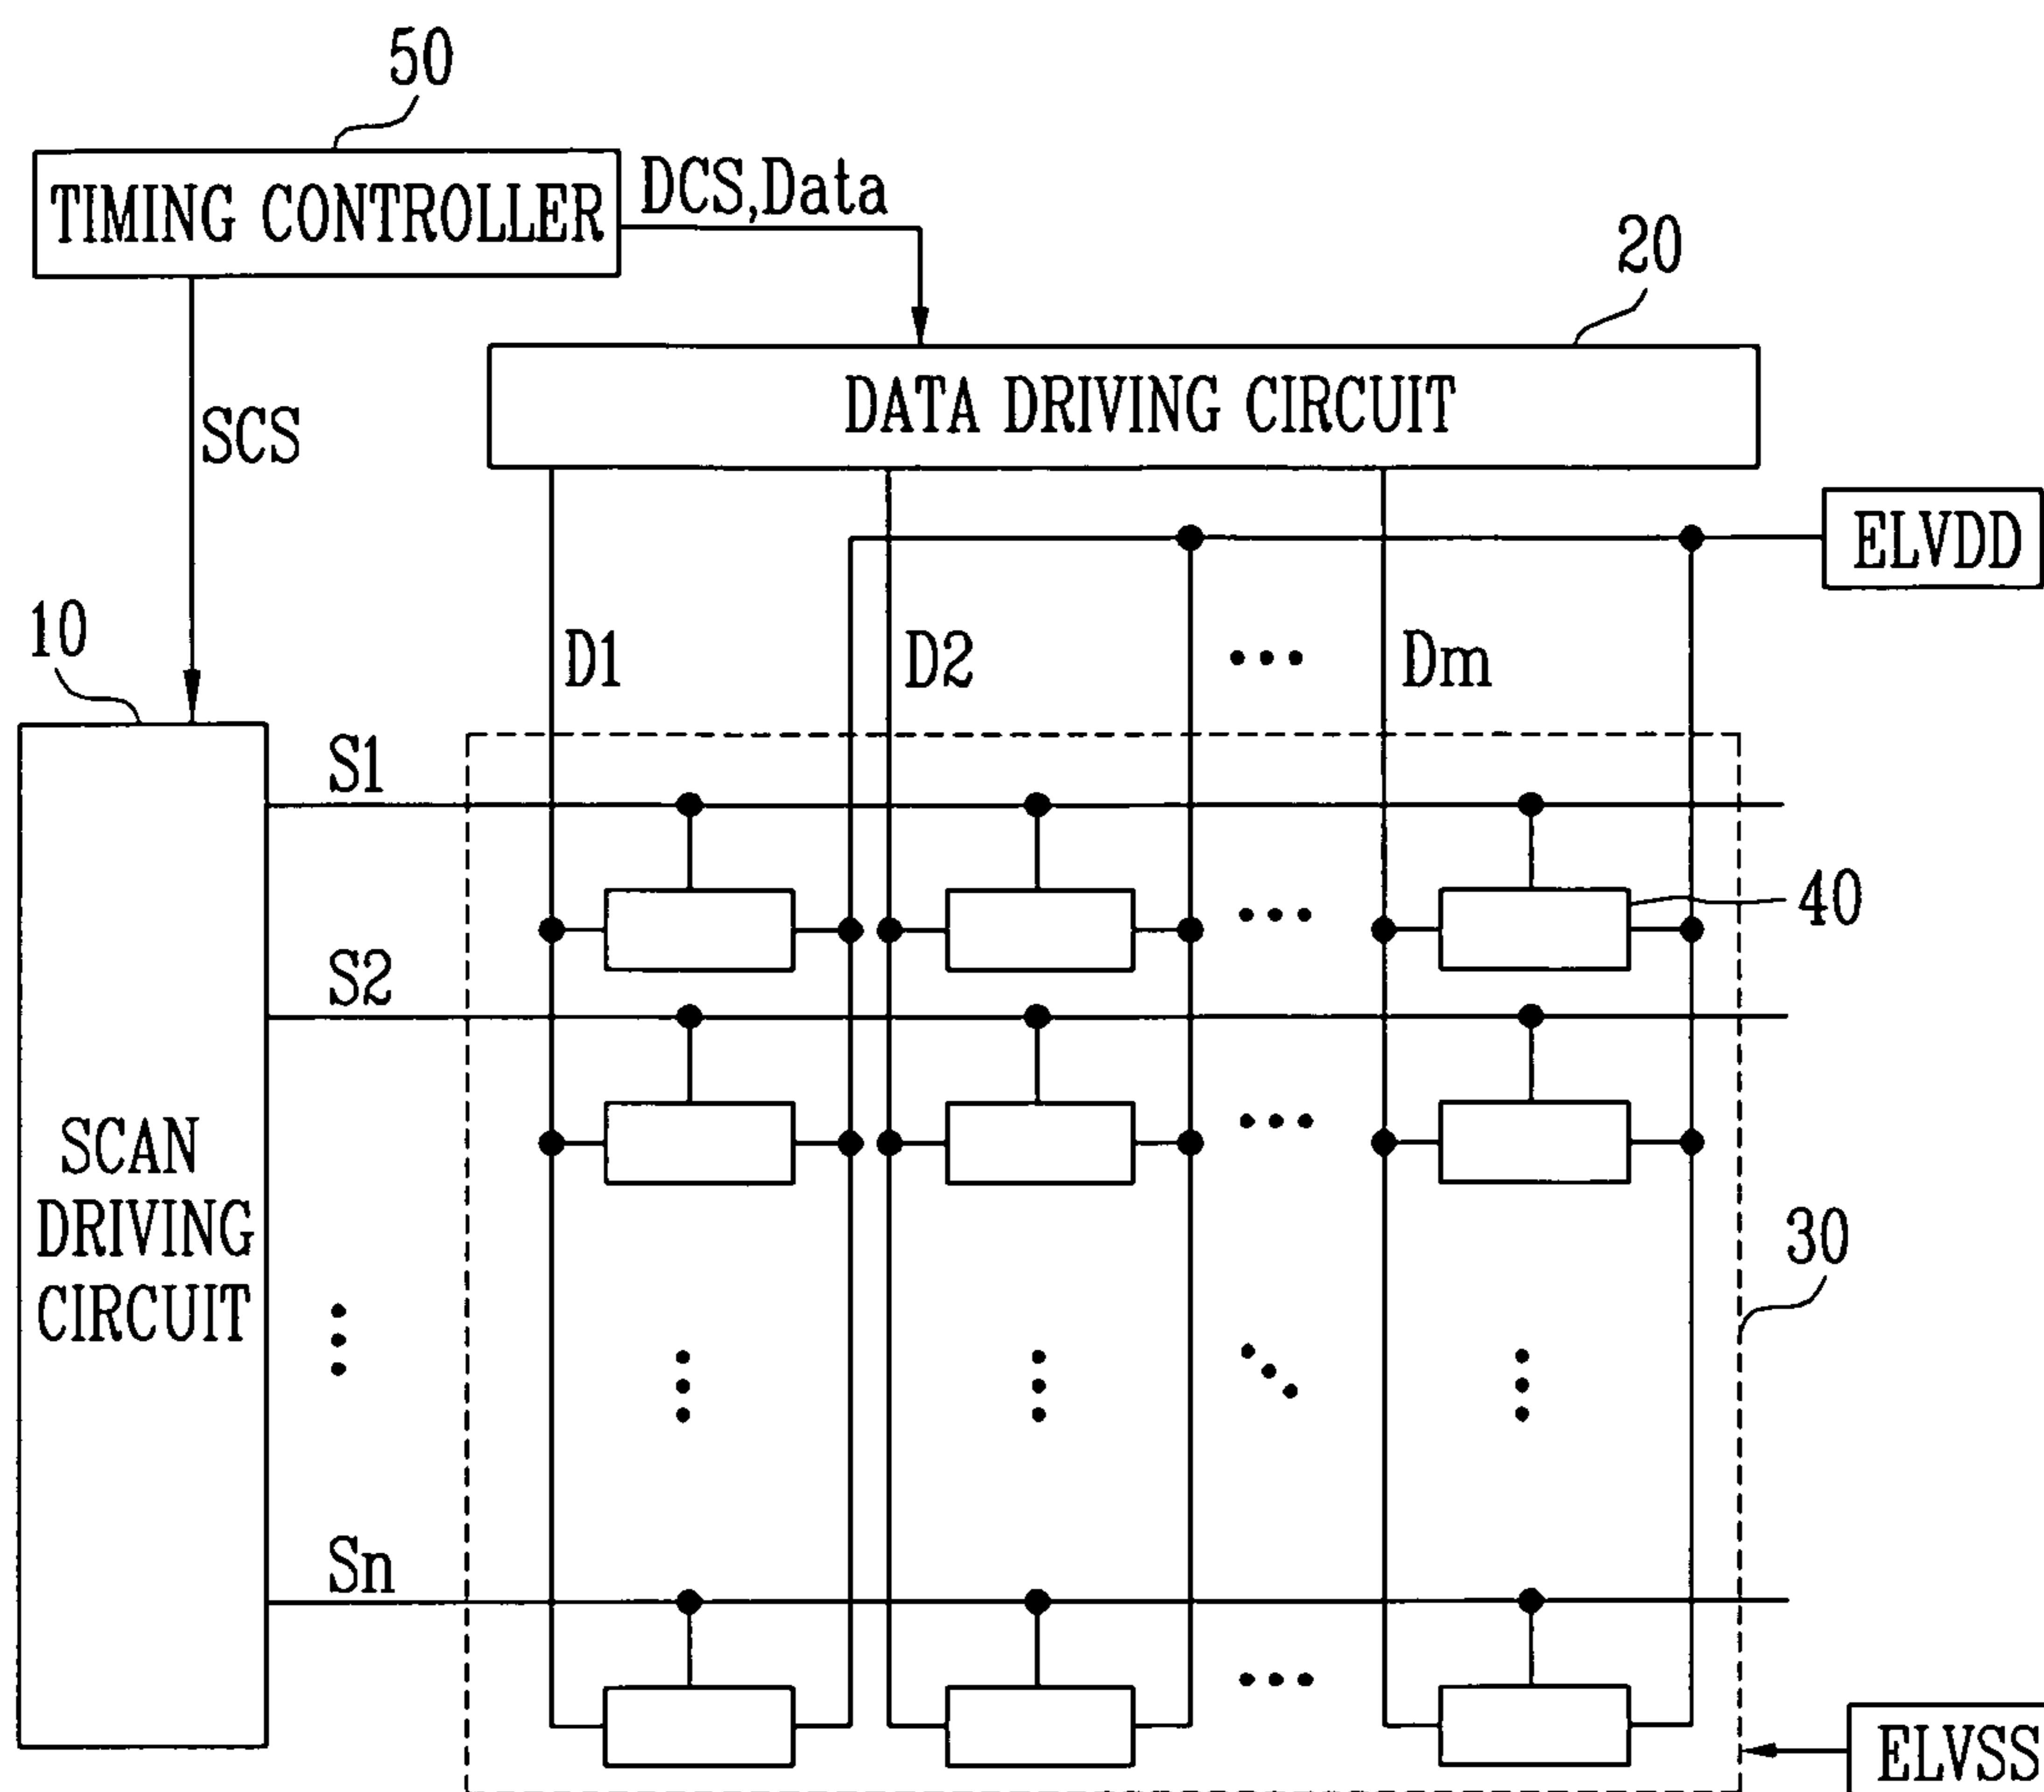 50
TIMING CONTROLLER
DCS,Data
20
DATA DRIVING CIRCUIT
SCS
ELVDD
10
D1
D2
Dm
S1
40
S2
SCAN
DRIVING
CIRCUIT
30
Sn
ELVSS